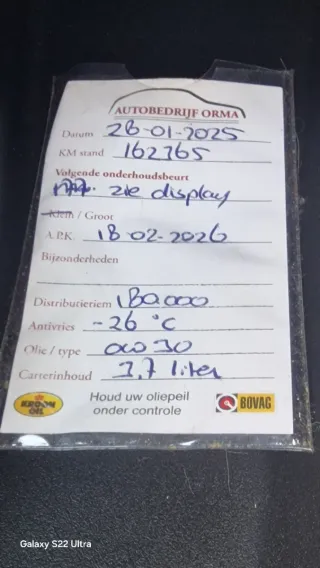 AUTOBEDRIJF ORMA
Datum 28-01-2025
KM stand 162765
Volgende onderhoudsbeurt
zie display
Klein / Groot
A.P.K. 18-02-2026
Bijzonderheden
Distributieriem 180.000
Antivries -26 °C
Olie / type 0W30
Carterinhoud 3,7 liter
KROON OIL
Houd uw oliepeil onder controle
BOVAG
Galaxy S22 Ultra